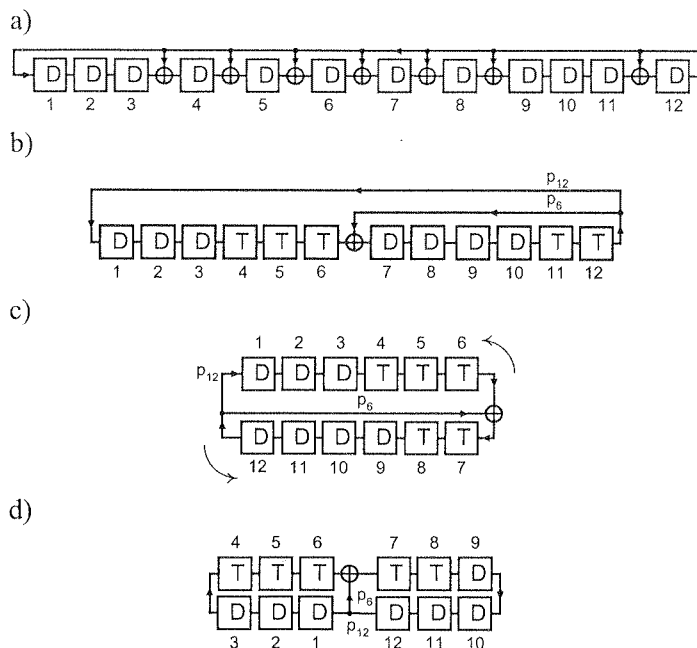 a)
D D D D D D D D D D D D
1 2 3 4 5 6 7 8 9 10 11 12
b)
p12
p6
D D D T T T D D D D T T
1 2 3 4 5 6 7 8 9 10 11 12
c)
1 2 3 4 5 6
p12 D D D T T T
p6
D D D D T T
12 11 10 9 8 7
d)
4 5 6 7 8 9
T T T T T D
p6
D D D D D D
p12
3 2 1 12 11 10